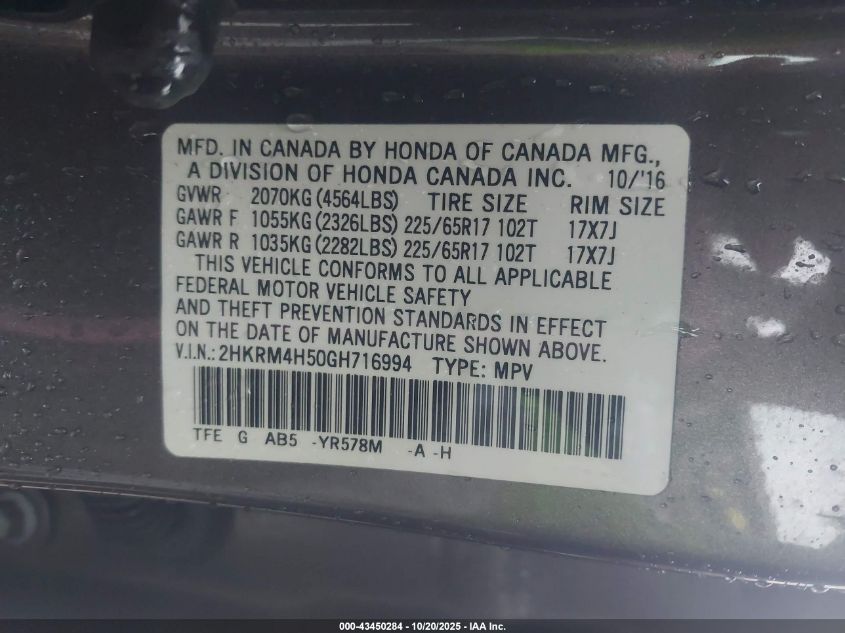 MFD. IN CANADA BY HONDA OF CANADA MFG.,
A DIVISION OF HONDA CANADA INC. 10/'16
GVWR 2070KG (4564LBS) TIRE SIZE RIM SIZE
GAWR F 1055KG (2326LBS) 225/65R17 102T 17X7J
GAWR R 1035KG (2282LBS) 225/65R17 102T 17X7J
THIS VEHICLE CONFORMS TO ALL APPLICABLE
FEDERAL MOTOR VEHICLE SAFETY
AND THEFT PREVENTION STANDARDS IN EFFECT
ON THE DATE OF MANUFACTURE SHOWN ABOVE.
V.I.N.: 2HKRM4H50GH716994 TYPE: MPV
TFE G AB5 -YR578M -A -H
000-43450284 - 10/20/2025 - IAA Inc.